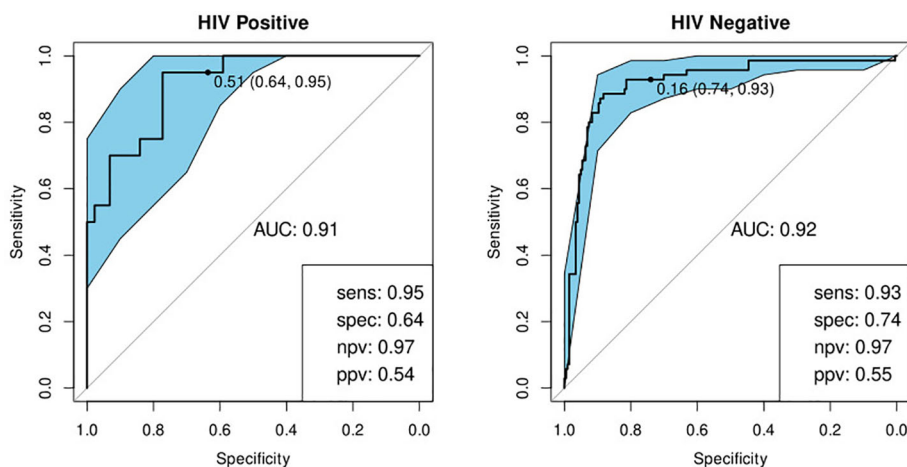 HIV Positive
1.0
0.8
0.6
0.4
0.2
0.0
Sensitivity
0.51 (0.64, 0.95)
AUC: 0.91
sens: 0.95
spec: 0.64
npv: 0.97
ppv: 0.54
1.0 0.8 0.6 0.4 0.2 0.0
Specificity
HIV Negative
1.0
0.8
0.6
0.4
0.2
0.0
Sensitivity
0.16 (0.74, 0.93)
AUC: 0.92
sens: 0.93
spec: 0.74
npv: 0.97
ppv: 0.55
1.0 0.8 0.6 0.4 0.2 0.0
Specificity